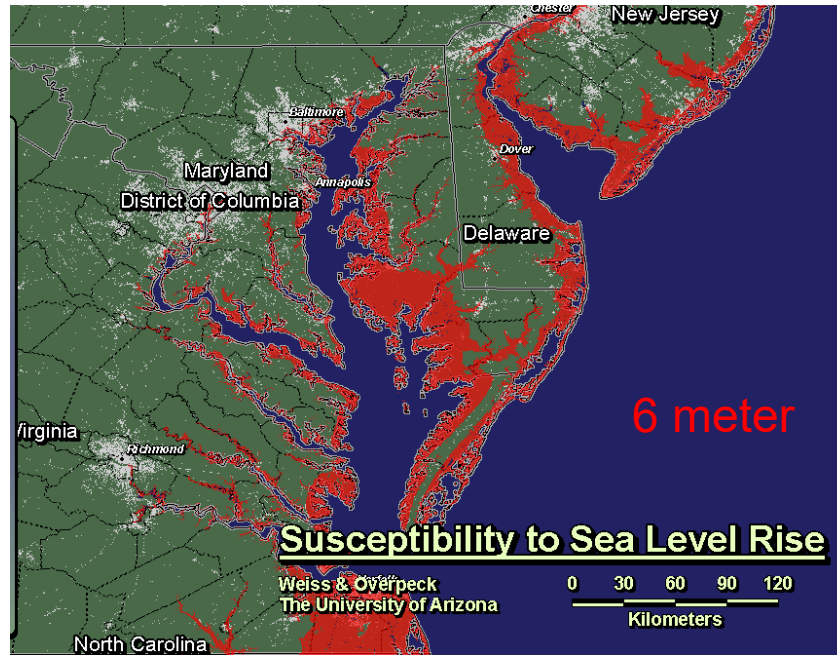 Chester
New Jersey
Baltimore
Maryland
Annapolis
District of Columbia
Dover
Delaware
6 meter
Virginia
Richmond
Susceptibility to Sea Level Rise
Weiss & Overpeck
The University of Arizona
0 30 60 90 120
Kilometers
North Carolina